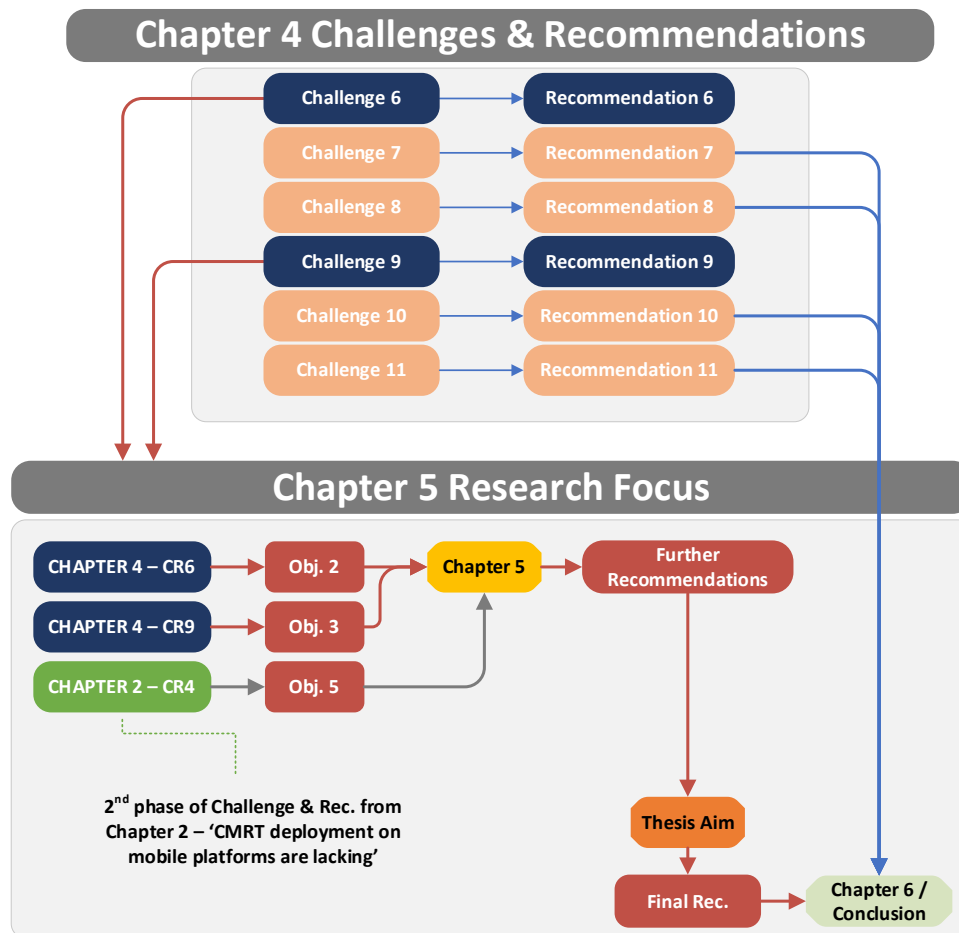 Chapter 4 Challenges & Recommendations
Challenge 6
Recommendation 6
Challenge 7
Recommendation 7
Challenge 8
Recommendation 8
Challenge 9
Recommendation 9
Challenge 10
Recommendation 10
Challenge 11
Recommendation 11
Chapter 5 Research Focus
CHAPTER 4 – CR6
Obj. 2
Chapter 5
Further
Recommendations
CHAPTER 4 – CR9
Obj. 3
CHAPTER 2 – CR4
Obj. 5
2nd phase of Challenge & Rec. from
Chapter 2 – ‘CMRT deployment on
mobile platforms are lacking’
Thesis Aim
Final Rec.
Chapter 6 /
Conclusion